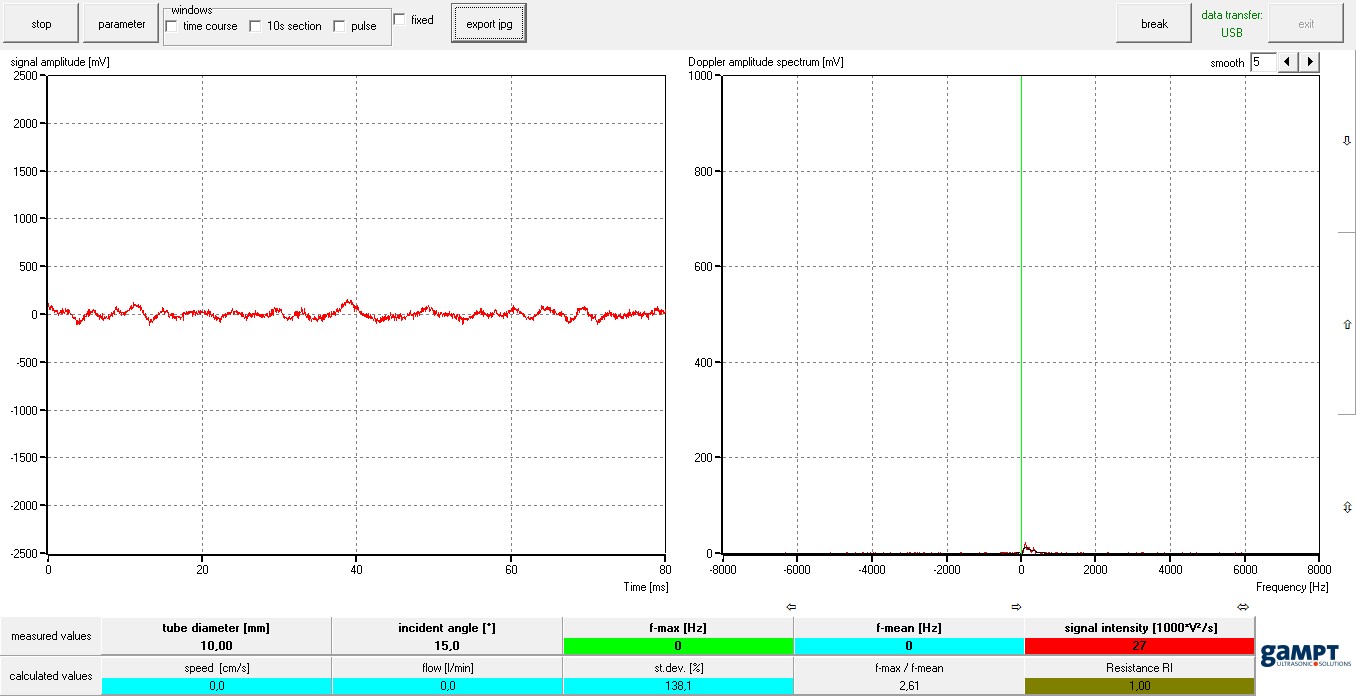 stop
parameter
windows
time course
10s section
pulse
fixed
export jpg
break
data transfer:
USB
exit
signal amplitude [mV]
2500
2000
1500
1000
500
0
-500
-1000
-1500
-2000
-2500
0 20 40 60 80
Time [ms]
Doppler amplitude spectrum [mV]
smooth 5
1000
800
600
400
200
0
-8000 -6000 -4000 -2000 0 2000 4000 6000 8000
Frequency [Hz]
measured values
tube diameter [mm] incident angle [°] f-max [Hz] f-mean [Hz] signal intensity [1000*V²/s]
10,00 15,0 0 0 27
calculated values
speed [cm/s] flow [l/min] st.dev. [%] f-max / f-mean Resistance RI
0,0 0,0 138,1 2,61 1,00
GAMPT
ULTRASONIC SOLUTIONS